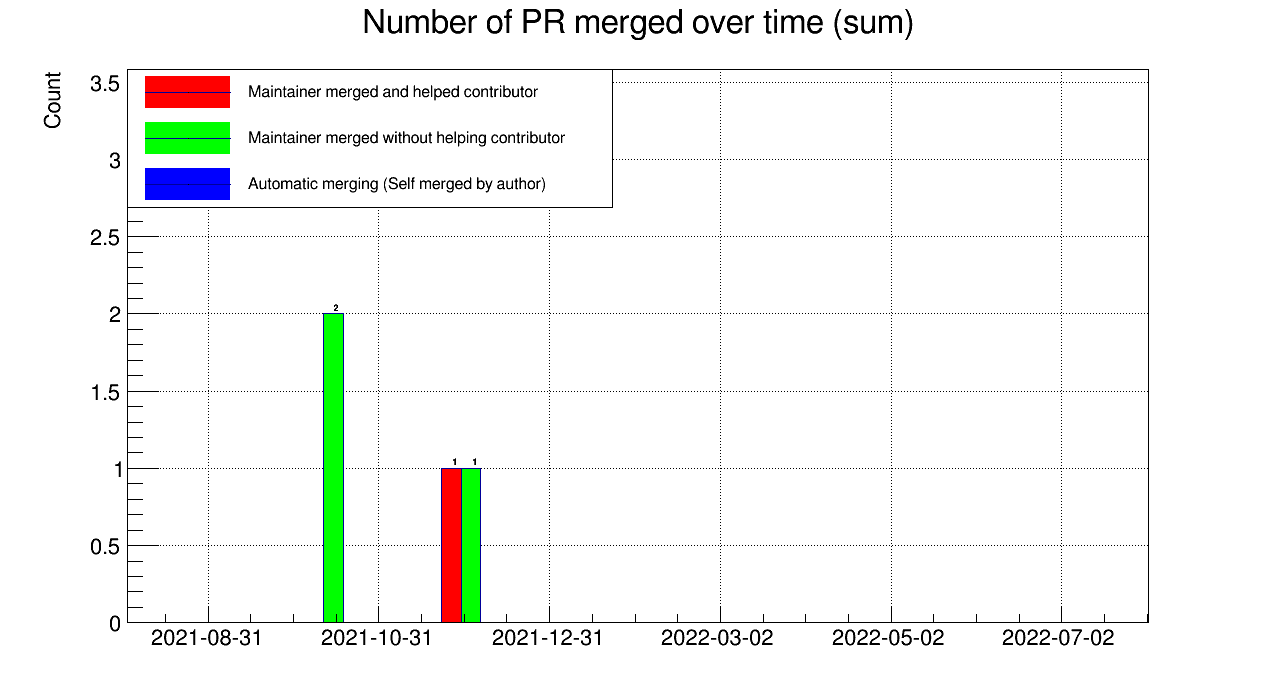 Number of PR merged over time (sum)
Count
3.5
3
2.5
2
1.5
1
0.5
0
Maintainer merged and helped contributor
Maintainer merged without helping contributor
Automatic merging (Self merged by author)
2
1 1
2021-08-31 2021-10-31 2021-12-31 2022-03-02 2022-05-02 2022-07-02